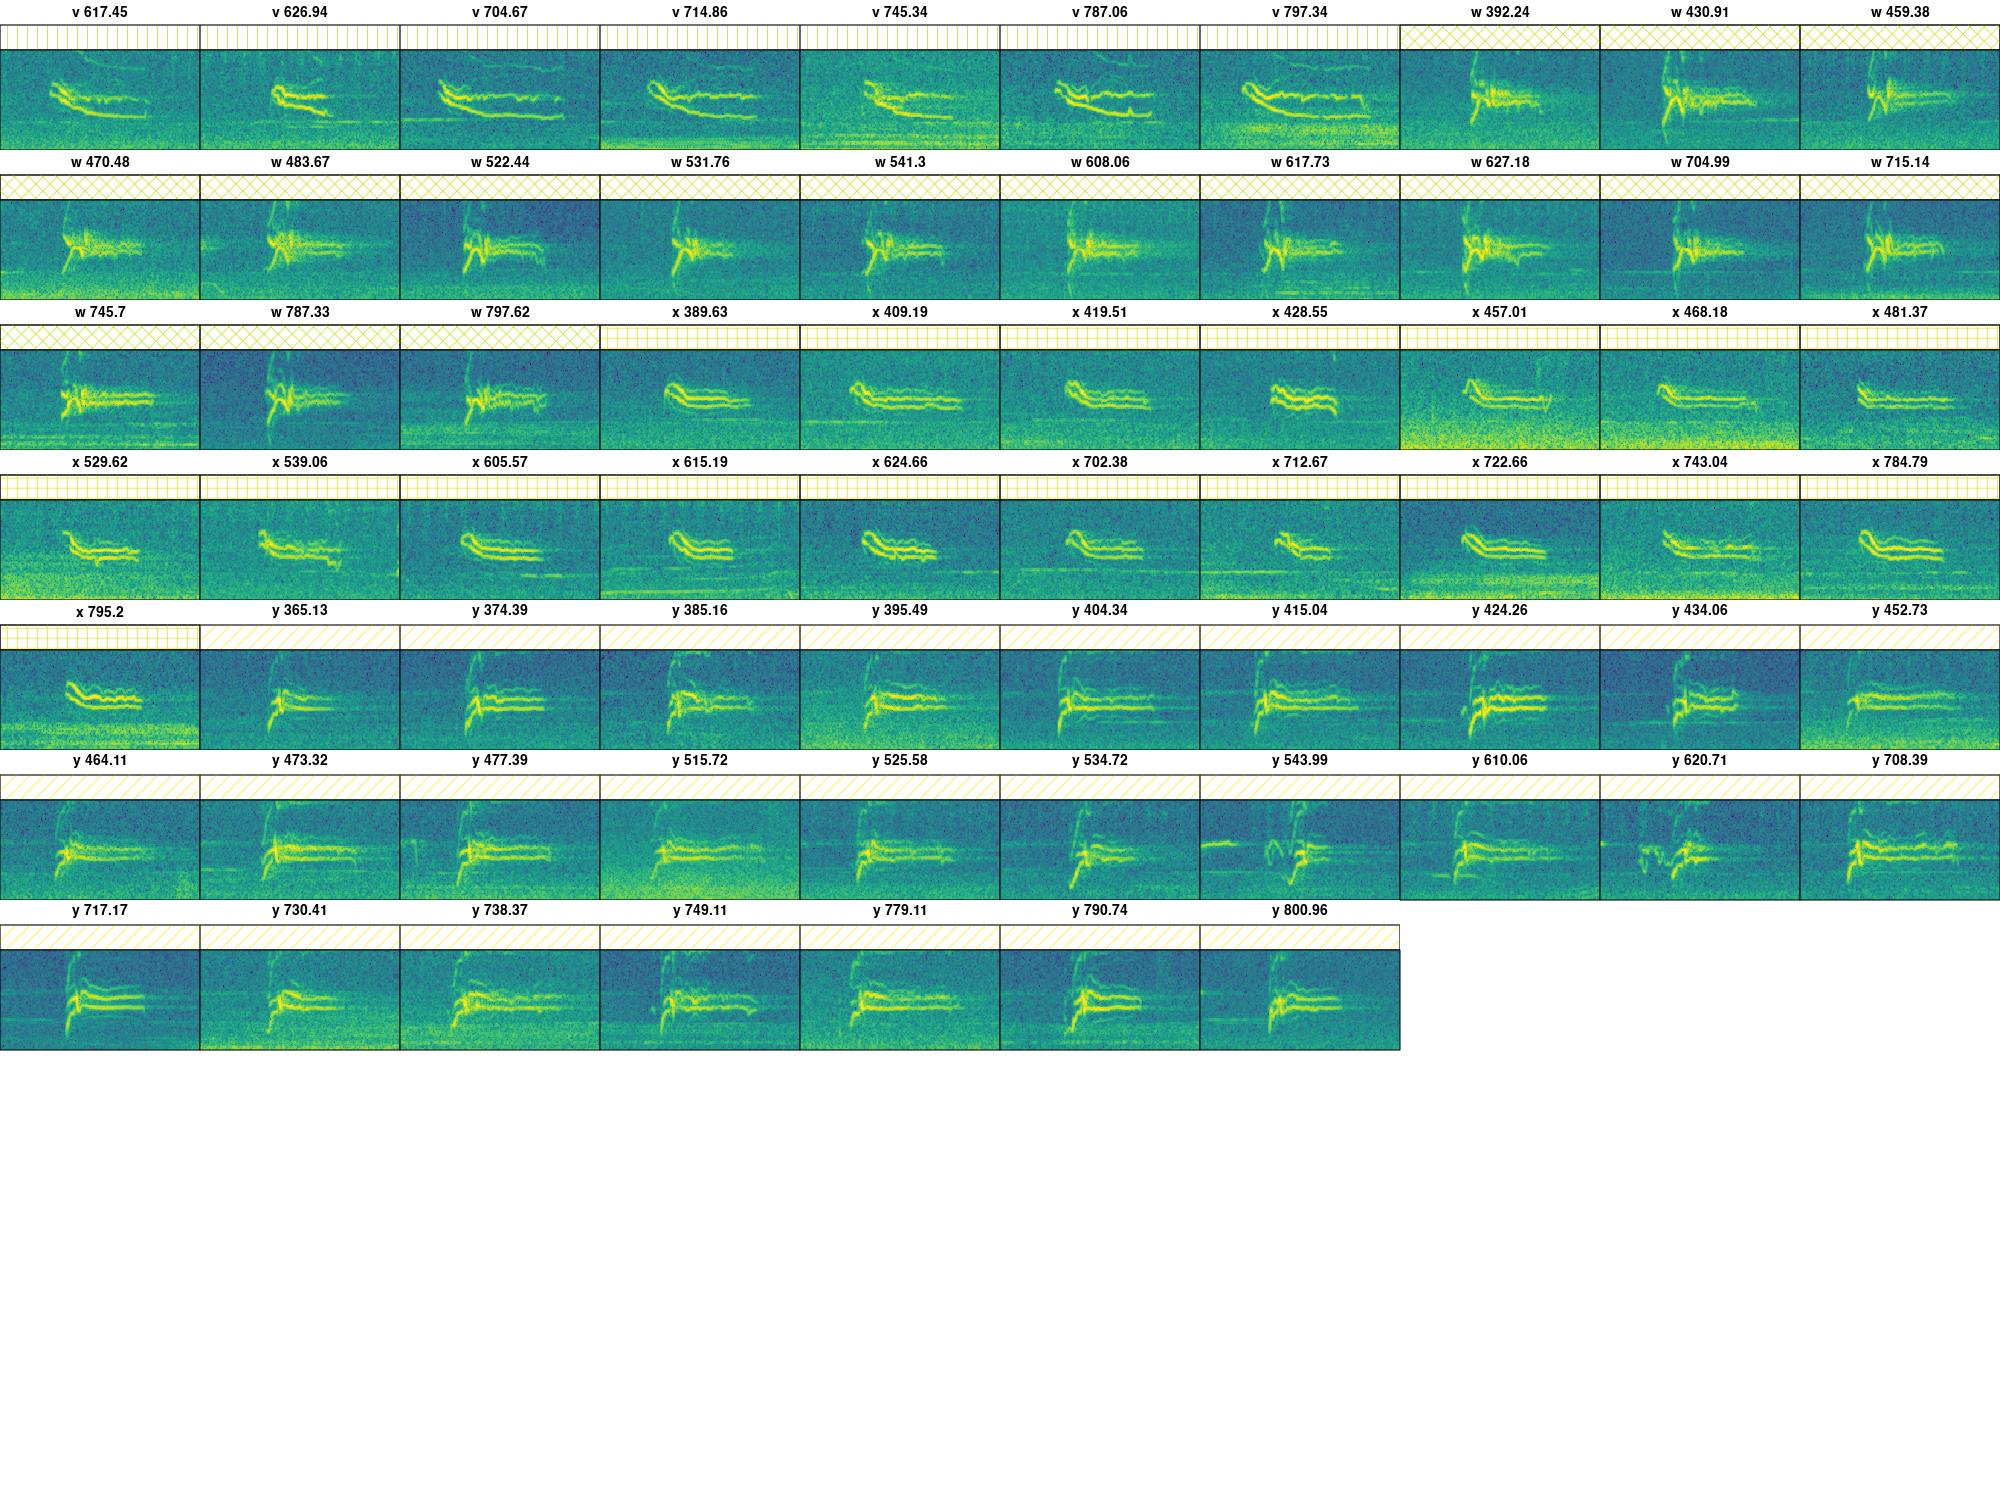 v 617.45 v 626.94 v 704.67 v 714.86 v 745.34 v 787.06 v 797.34 w 392.24 w 430.91 w 459.38
w 470.48 w 483.67 w 522.44 w 531.76 w 541.3 w 608.06 w 617.73 w 627.18 w 704.99 w 715.14
w 745.7 w 787.33 w 797.62 x 389.63 x 409.19 x 419.51 x 428.55 x 457.01 x 468.18 x 481.37
x 529.62 x 539.06 x 605.57 x 615.19 x 624.66 x 702.38 x 712.67 x 722.66 x 743.04 x 784.79
x 795.2 y 365.13 y 374.39 y 385.16 y 395.49 y 404.34 y 415.04 y 424.26 y 434.06 y 452.73
y 464.11 y 473.32 y 477.39 y 515.72 y 525.58 y 534.72 y 543.99 y 610.06 y 620.71 y 708.39
y 717.17 y 730.41 y 738.37 y 749.11 y 779.11 y 790.74 y 800.96